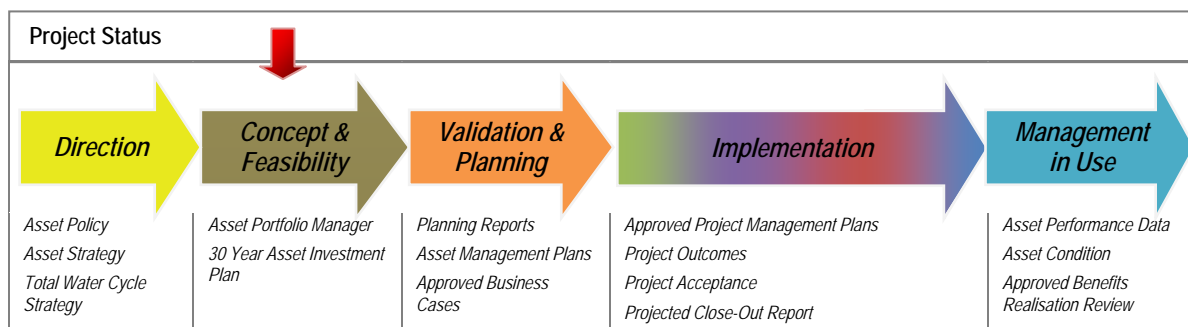 Project Status
Direction
Concept &
Feasibility
Validation &
Planning
Implementation
Management
in Use
Asset Policy
Asset Strategy
Total Water Cycle
Strategy
Asset Portfolio Manager
30 Year Asset Investment
Plan
Planning Reports
Asset Management Plans
Approved Business
Cases
Approved Project Management Plans
Project Outcomes
Project Acceptance
Projected Close-Out Report
Asset Performance Data
Asset Condition
Approved Benefits
Realisation Review